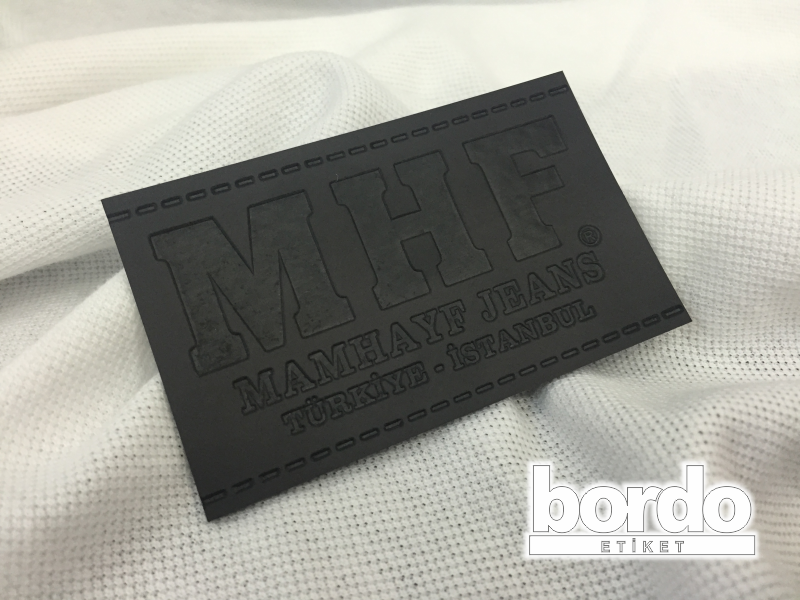 MHF®
MAMHAYF JEANS
TÜRKİYE - İSTANBUL
bordo
ETİKET